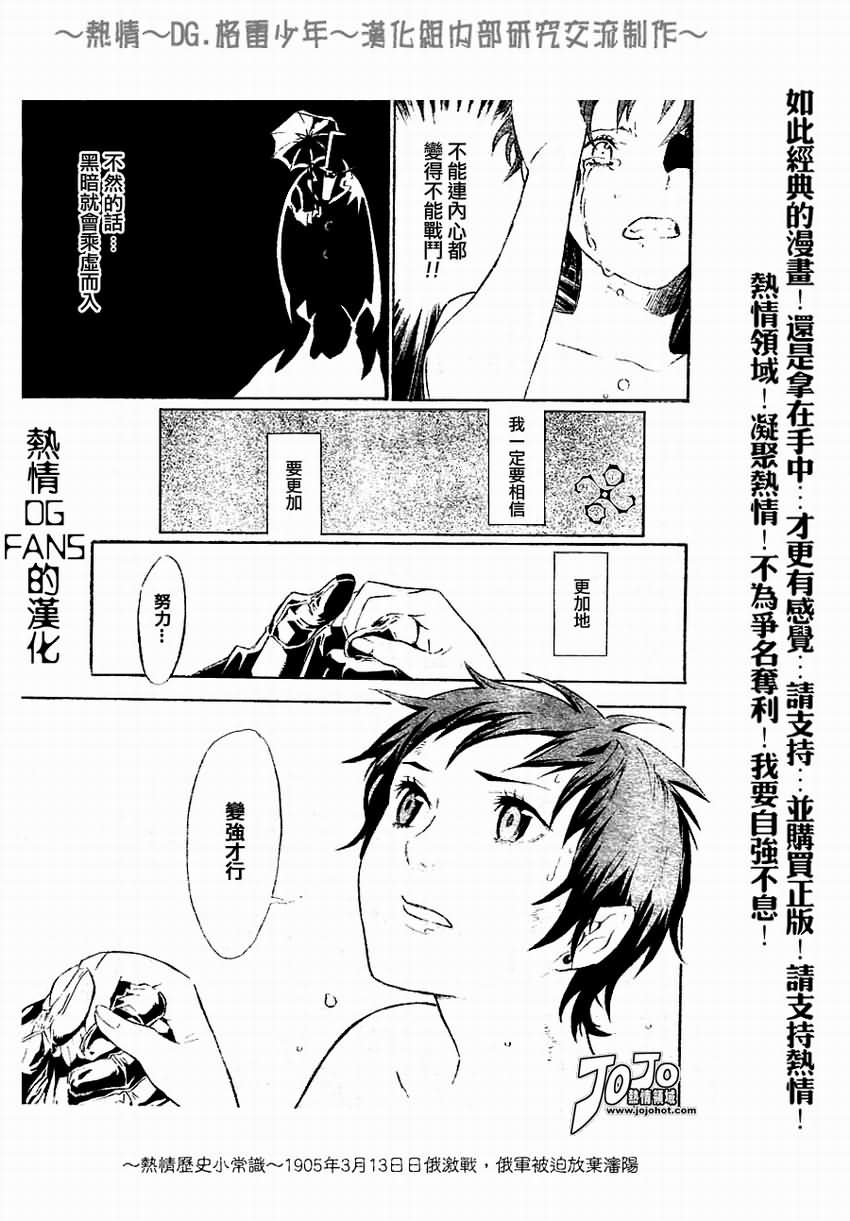 ～熱情～DG.格雷少年～漢化組內部研究交流制作～
如此經典的漫畫！還是拿在手中…才更有感覺…請支持…並購買正版！請支持熱情！
熱情領域！凝聚熱情！不為爭名奪利！我要自強不息！
不能連內心都
變得不能戰鬥!!
不然的話…
黑暗就會乘虛而入
我一定要相信
要更加
更加地
努力…
變強才行
熱情
DG
FANS
的漢化
JOJO
熱情領域
www.jojohot.com
～熱情歷史小常識～1905年3月13日日俄激戰，俄軍被迫放棄瀋陽